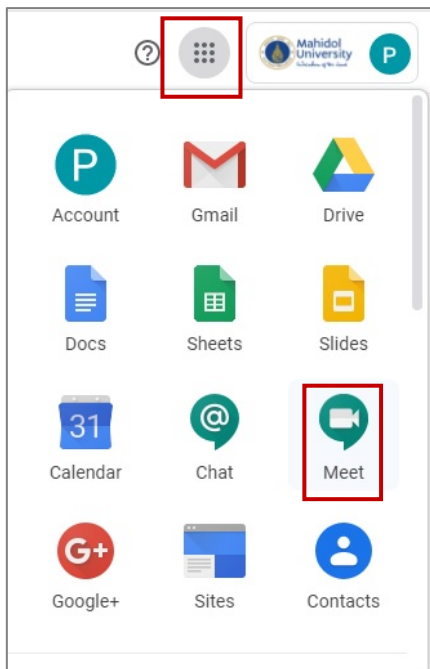 Mahidol
University
P
P
Account
Gmail
Drive
Docs
Sheets
Slides
31
Calendar
@
Chat
Meet
G+
Google+
Sites
Contacts